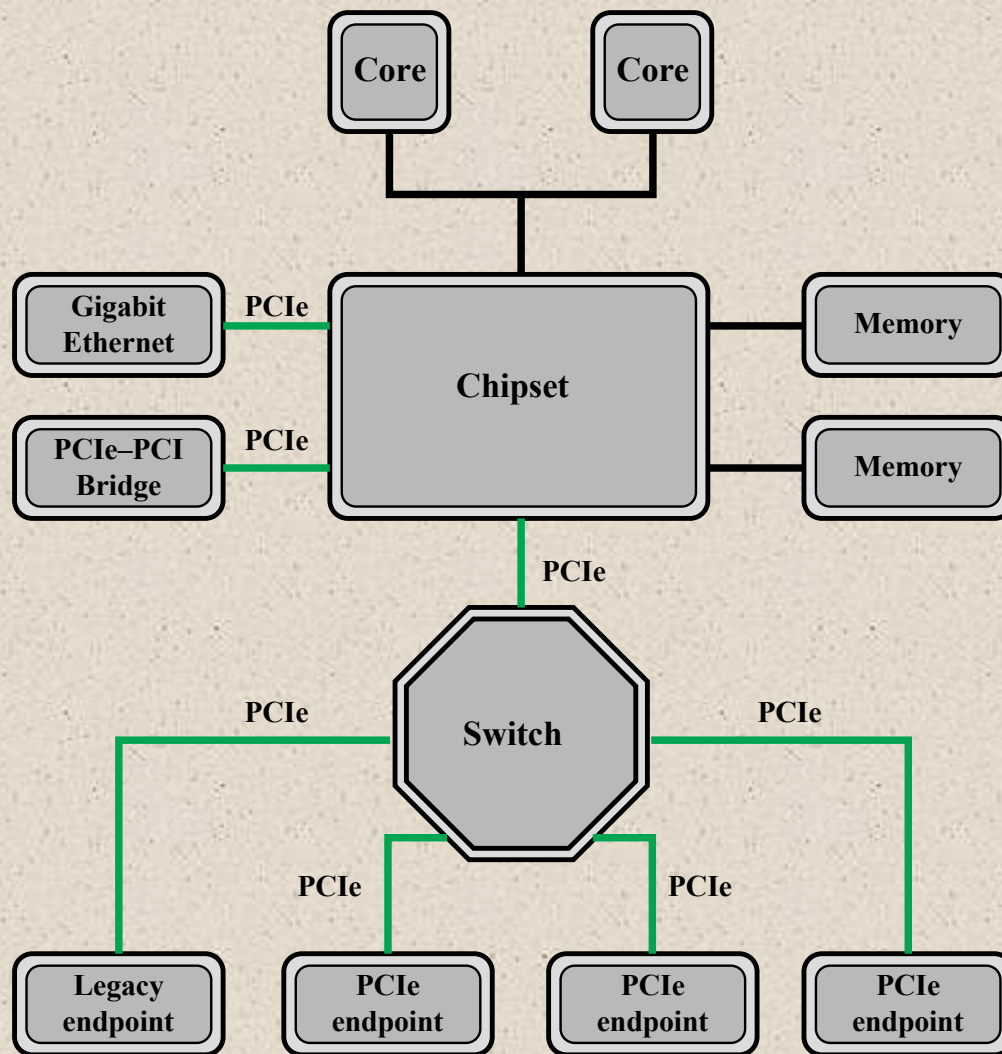 Core
Core
Gigabit
Ethernet
PCIe
Memory
Chipset
PCIe–PCI
Bridge
PCIe
Memory
PCIe
PCIe
Switch
PCIe
PCIe
PCIe
Legacy
endpoint
PCIe
endpoint
PCIe
endpoint
PCIe
endpoint